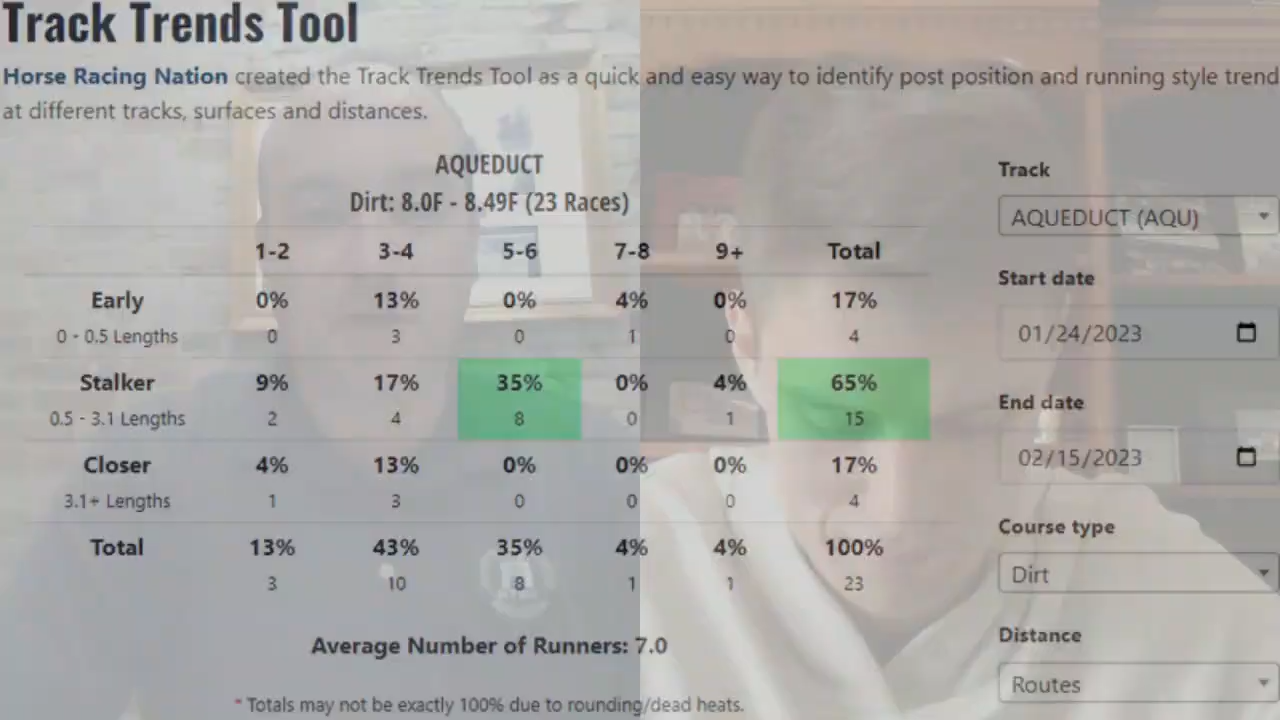 Track Trends Tool
Horse Racing Nation created the Track Trends Tool as a quick and easy way to identify post position and running style trend
at different tracks, surfaces and distances.
AQUEDUCT
Dirt: 8.0F - 8.49F (23 Races)
1-2 3-4 5-6 7-8 9+ Total
Early 0% 13% 0% 4% 0% 17%
0 - 0.5 Lengths 0 3 0 1 0 4
Stalker 9% 17% 35% 0% 4% 65%
0.5 - 3.1 Lengths 2 4 8 0 1 15
Closer 4% 13% 0% 0% 0% 17%
3.1+ Lengths 1 3 0 0 0 4
Total 13% 43% 35% 4% 4% 100%
3 10 8 1 1 23
Average Number of Runners: 7.0
* Totals may not be exactly 100% due to rounding/dead heats.
Track
AQUEDUCT (AQU)
Start date
01/24/2023
End date
02/15/2023
Course type
Dirt
Distance
Routes